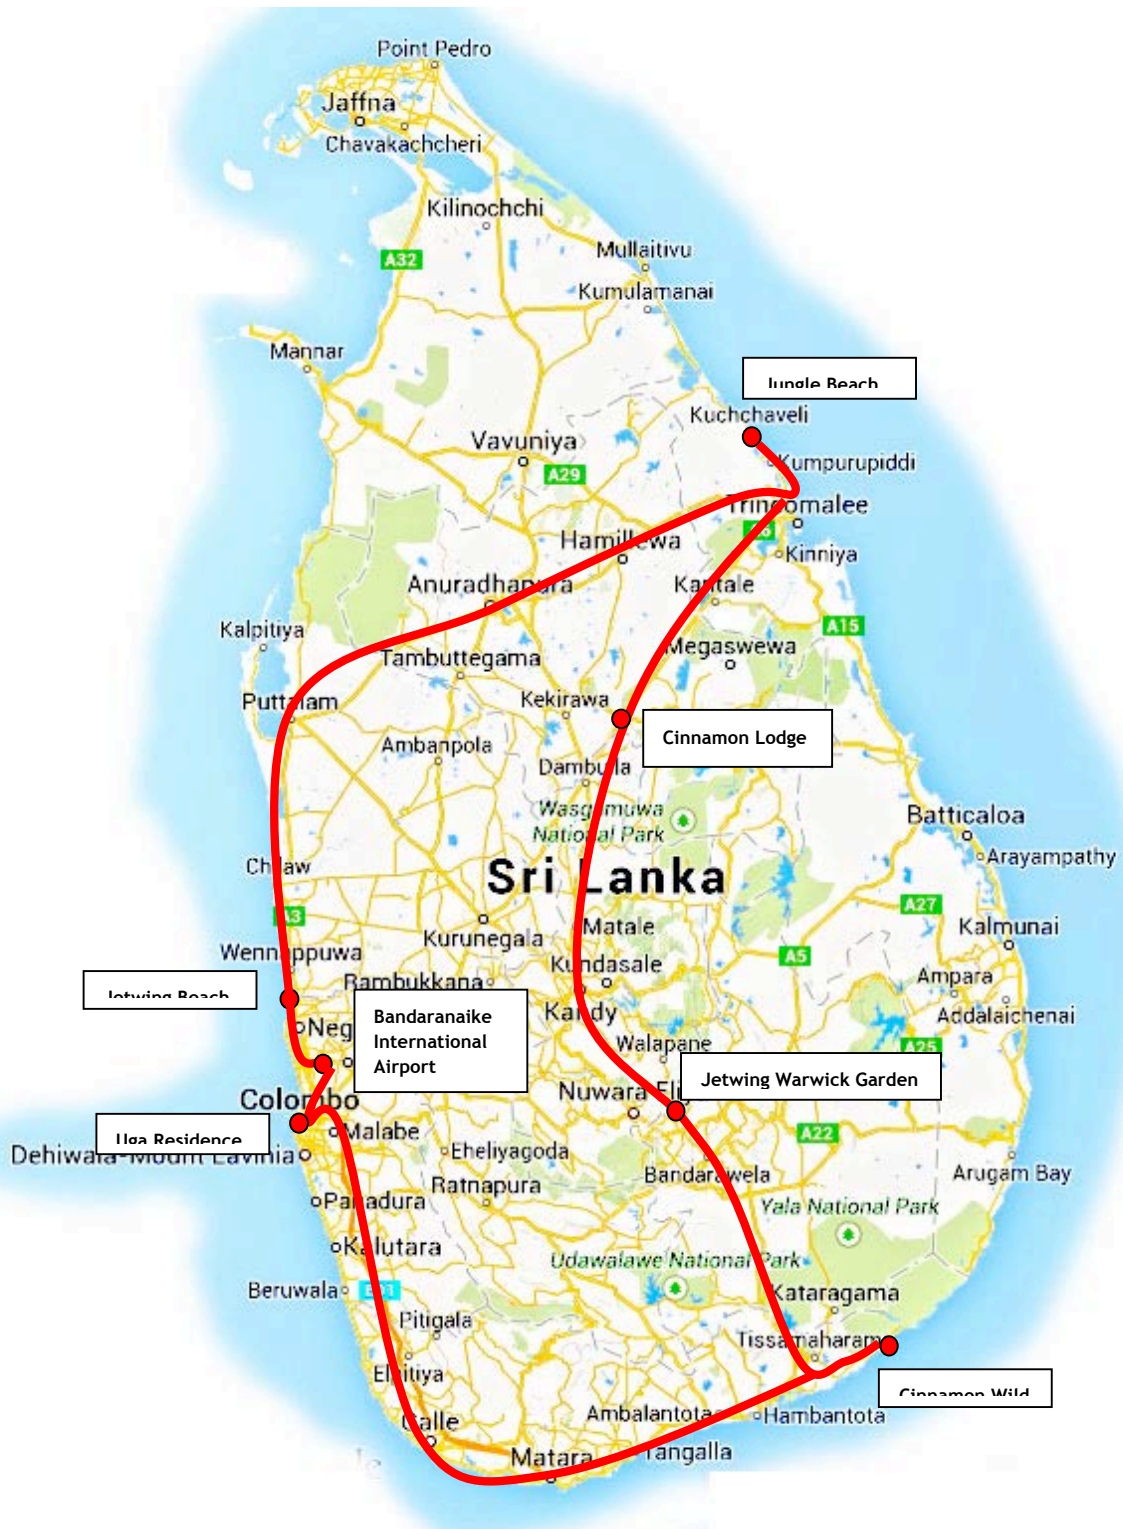 Point Pedro
Jaffna
Chavakachcheri
Kilinochchi
Mullaitivu
A32
Kumulamanai
Mannar
Jungle Beach
Kuchchaveli
Vavuniya
Kumpurupiddi
A29
Trincomalee
Hamillewa
A6
Kinniya
Anuradhapura
Kantale
Kalpitiya
A15
Megaswewa
Tambuttegama
Puttalam
Kekirawa
Cinnamon Lodge
Ambanpola
Dambulla
Wasgamuwa
National Park
Batticaloa
Arayampathy
Chilaw
Sri Lanka
A3
A27
Matale
Kalmunai
Kurunegala
Wennappuwa
A5
Kundasale
Ampara
Rambukkana
Jetwing Beach
Kandy
Addalaichenai
Neg
Bandaranaike
International
Airport
Walapane
A25
Jetwing Warwick Garden
Nuwara Eliya
Colombo
Uga Residence
Malabe
A22
Dehiwala-Mount Lavinia
Eheliyagoda
Bandarawela
Arugam Bay
Ratnapura
Panadura
Yala National Park
Kalutara
Udawalawe National Park
Beruwala
E01
Kataragama
Pitigala
Tissamaharama
Elpitiya
Cinnamon Wild
Galle
Ambalantota
Hambantota
Matara
Tangalla